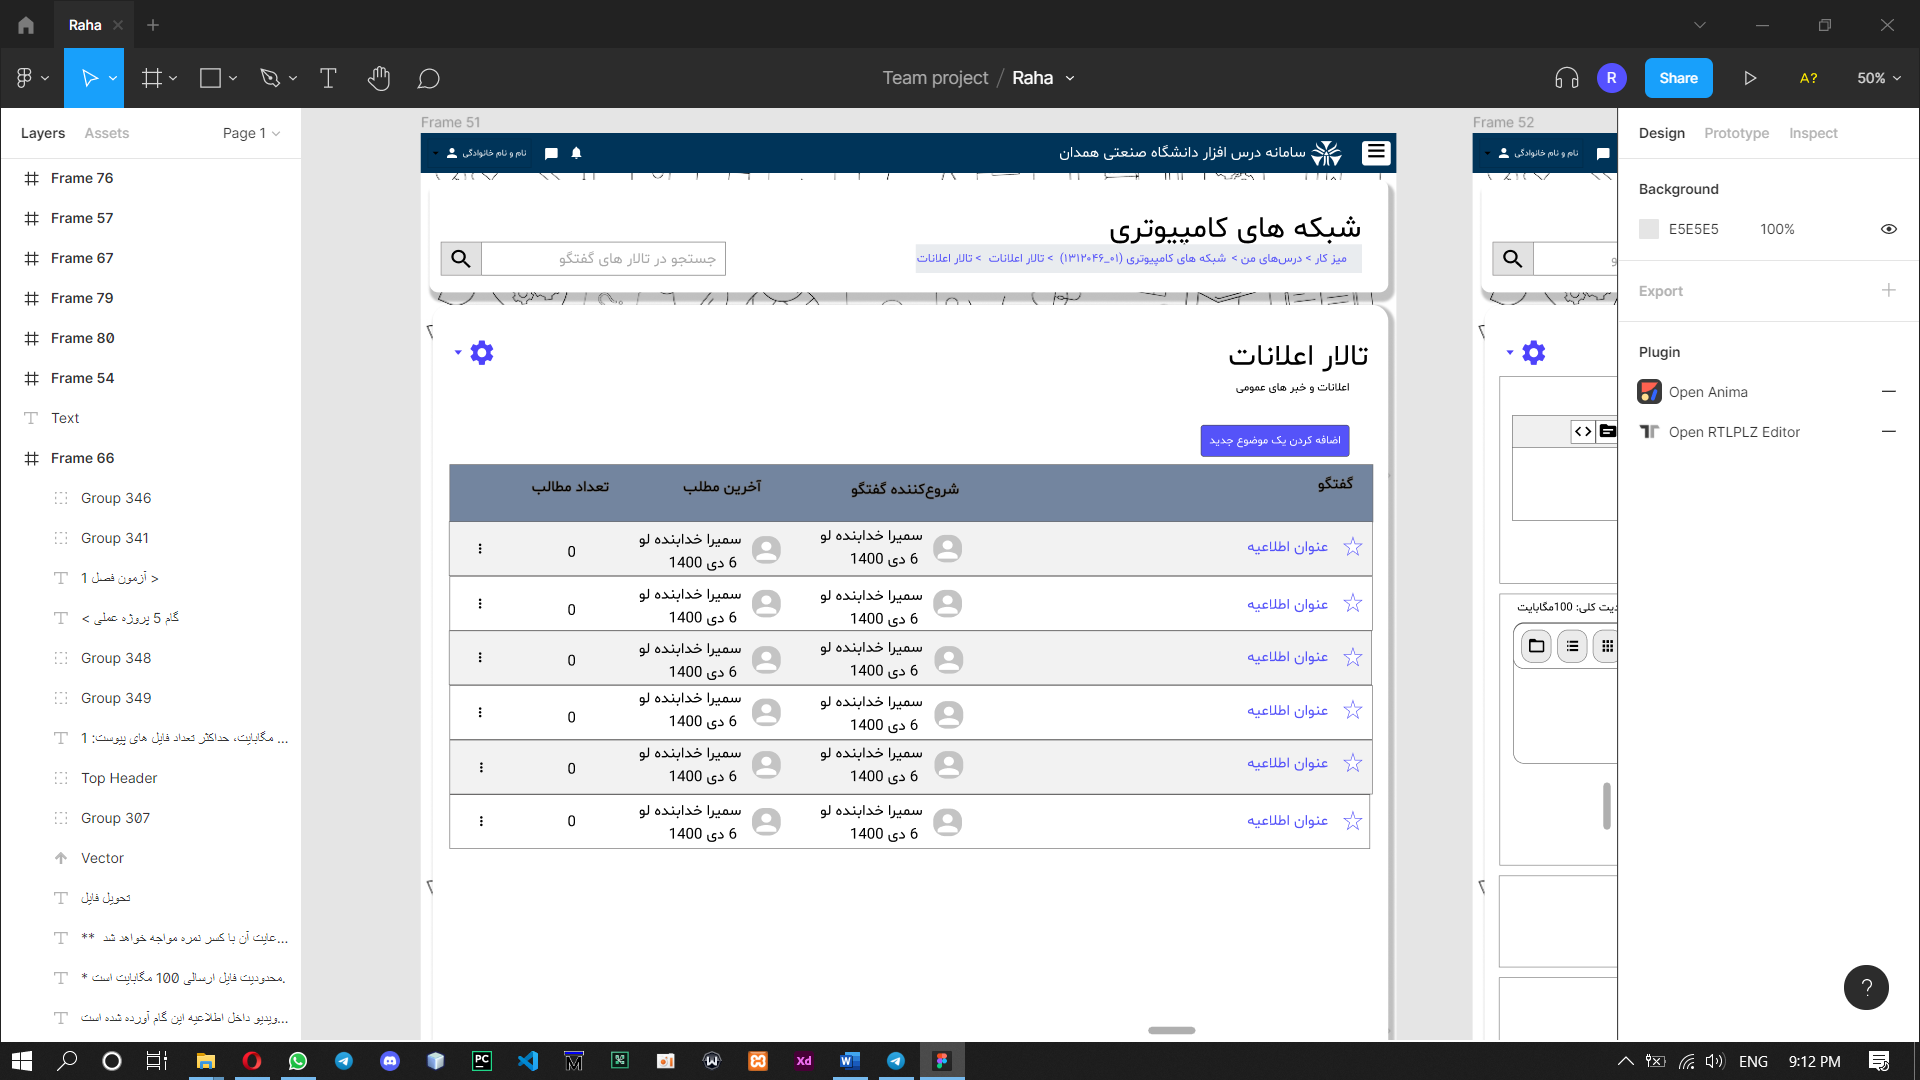 Raha
Team project / Raha
R
Share
A?
50%
Layers
Assets
Page 1
Frame 76
Frame 57
Frame 67
Frame 79
Frame 80
Frame 54
Text
Frame 66
Group 346
Group 341
آزمون فصل 1 >
گام 5 پروژه عملی >
Group 348
Group 349
مگابایت، حداکثر تعداد فایل های پیوست: 1 ...
Top Header
Group 307
Vector
تحویل فایل
** عایت آن با کسر نمره مواجه خواهد شد...
* محدودیت فایل ارسالی 100 مگابایت است.
ویدیو داخل اطلاعیه این گام آورده شده است...
Frame 51
نام و نام خانوادگی
سامانه درس افزار دانشگاه صنعتی همدان
شبکه های کامپیوتری
جستجو در تالار های گفتگو
میز کار > درس‌های من > شبکه های کامپیوتری (۰۱_۱۳۱۲۰۴۶) > تالار اعلانات > تالار اعلانات
تالار اعلانات
اعلانات و خبر های عمومی
اضافه کردن یک موضوع جدید
گفتگو
شروع‌کننده گفتگو
آخرین مطلب
تعداد مطالب
عنوان اطلاعیه
سمیرا خدابنده لو
6 دی 1400
سمیرا خدابنده لو
6 دی 1400
0
عنوان اطلاعیه
سمیرا خدابنده لو
6 دی 1400
سمیرا خدابنده لو
6 دی 1400
0
عنوان اطلاعیه
سمیرا خدابنده لو
6 دی 1400
سمیرا خدابنده لو
6 دی 1400
0
عنوان اطلاعیه
سمیرا خدابنده لو
6 دی 1400
سمیرا خدابنده لو
6 دی 1400
0
عنوان اطلاعیه
سمیرا خدابنده لو
6 دی 1400
سمیرا خدابنده لو
6 دی 1400
0
عنوان اطلاعیه
سمیرا خدابنده لو
6 دی 1400
سمیرا خدابنده لو
6 دی 1400
0
Frame 52
نام و نام خانوادگی
کلی: 100مگابایت
Design
Prototype
Inspect
Background
E5E5E5
100%
Export
Plugin
Open Anima
Open RTLPLZ Editor
?
PC
Xd
ENG
9:12 PM